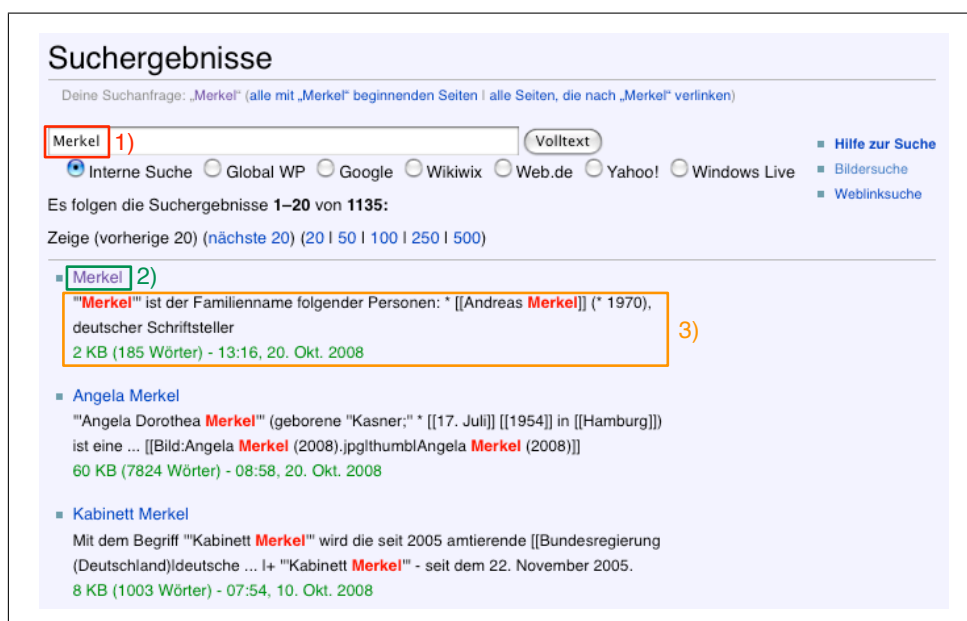 Suchergebnisse
Deine Suchanfrage: „Merkel“ (alle mit „Merkel“ beginnenden Seiten | alle Seiten, die nach „Merkel“ verlinken)
Merkel 1) Volltext
Interne Suche Global WP Google Wikiwix Web.de Yahoo! Windows Live
Hilfe zur Suche
Bildersuche
Weblinksuche
Es folgen die Suchergebnisse 1–20 von 1135:
Zeige (vorherige 20) (nächste 20) (20 | 50 | 100 | 250 | 500)
Merkel 2)
'''Merkel''' ist der Familienname folgender Personen: * [[Andreas Merkel]] (* 1970),
deutscher Schriftsteller
2 KB (185 Wörter) - 13:16, 20. Okt. 2008
3)
Angela Merkel
'''Angela Dorothea Merkel''' (geborene ''Kasner;'' * [[17. Juli]] [[1954]] in [[Hamburg]])
ist eine ... [[Bild:Angela Merkel (2008).jpg|thumb|Angela Merkel (2008)]]
60 KB (7824 Wörter) - 08:58, 20. Okt. 2008
Kabinett Merkel
Mit dem Begriff '''Kabinett Merkel''' wird die seit 2005 amtierende [[Bundesregierung
(Deutschland)|deutsche ... |+ '''Kabinett Merkel''' - seit dem 22. November 2005.
8 KB (1003 Wörter) - 07:54, 10. Okt. 2008